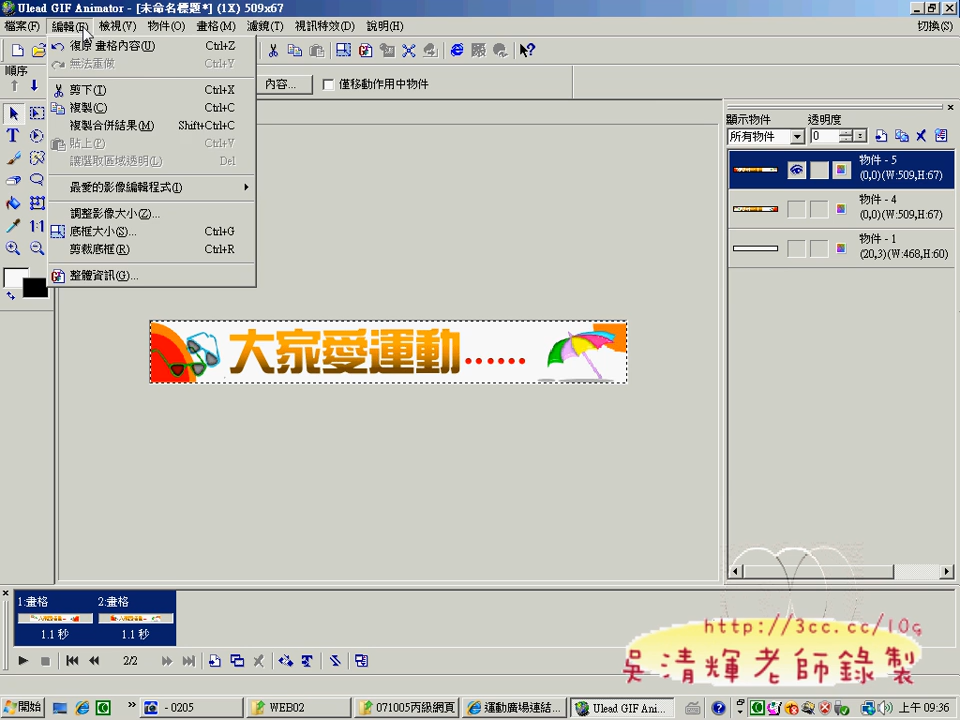 Ulead GIF Animator - [未命名標題*] (1X) 509x67
檔案(F) 編輯(E) 檢視(V) 物件(O) 畫格(M) 濾鏡(T) 視訊特效(D) 說明(H) 切換(S)
復原 畫格內容(U) Ctrl+Z
無法重做 Ctrl+Y
剪下(T) Ctrl+X
複製(C) Ctrl+C
複製合併結果(M) Shift+Ctrl+C
貼上(P) Ctrl+V
讓選取區域透明(L) Del
最愛的影像編輯程式(I)
調整影像大小(Z)...
底框大小(S)... Ctrl+G
剪裁底框(R) Ctrl+R
整體資訊(G)...
順序
內容... 僅移動作用中物件
1:1
顯示物件 透明度
所有物件 0
物件 - 5
(0,0)(W:509,H:67)
物件 - 4
(0,0)(W:509,H:67)
物件 - 1
(20,3)(W:468,H:60)
大家愛運動......
1:畫格 2:畫格
1.1 秒 1.1 秒
2/2
http://3cc.cc/10g
吳清輝老師錄製
開始 - 0205 WEB02 071005丙級網頁 運動廣場連結... Ulead GIF Ani... 上午 09:36